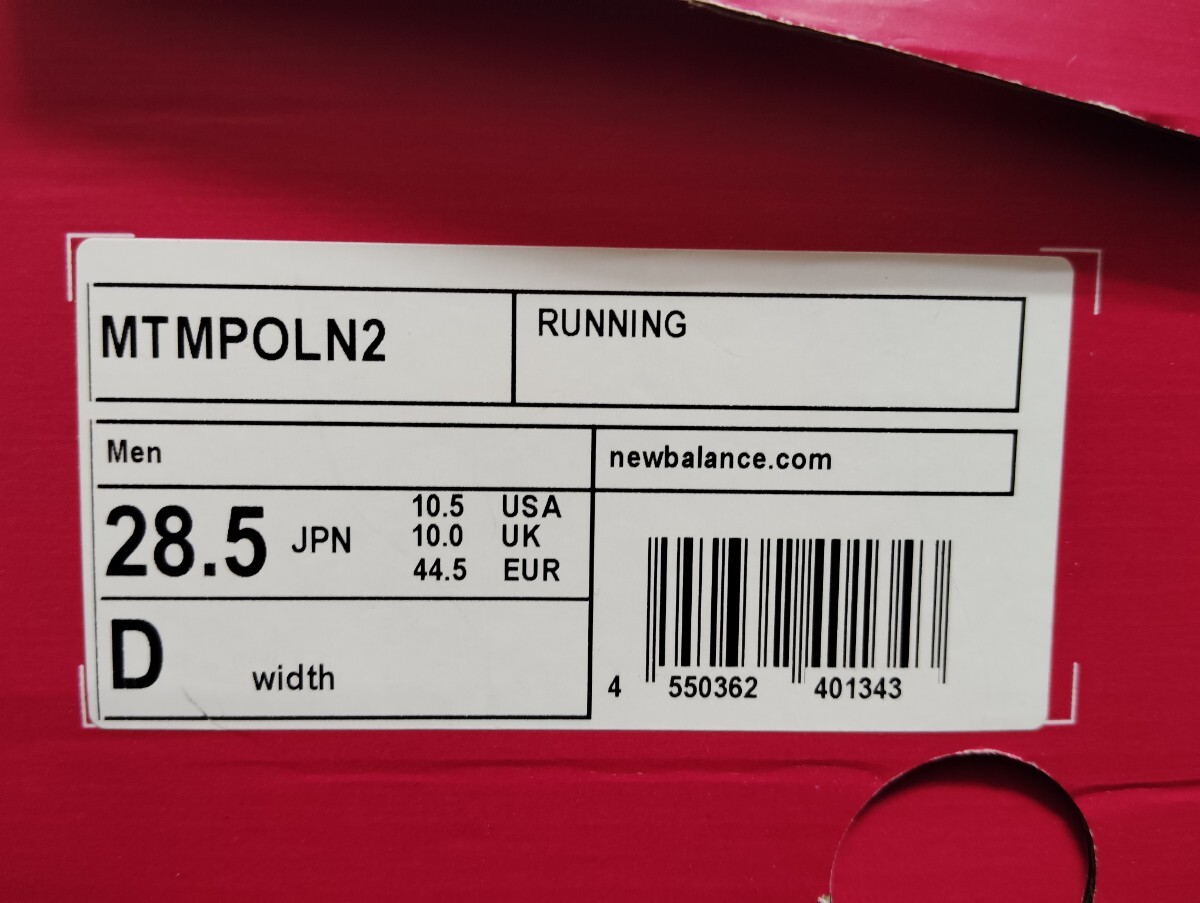 MTMPOLN2
RUNNING
Men
newbalance.com
28.5 JPN
10.5 USA
10.0 UK
44.5 EUR
D width
4 550362 401343